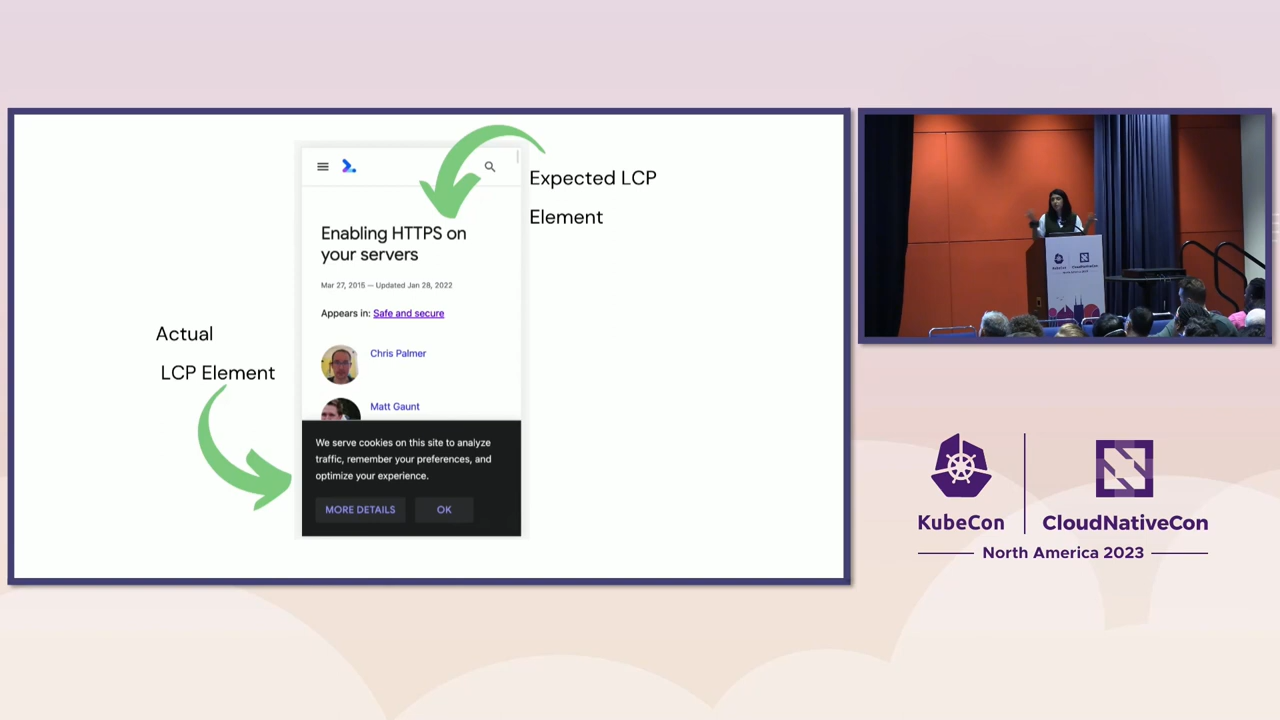 Expected LCP
Element
Enabling HTTPS on
your servers
Mar 27, 2015 — Updated Jan 28, 2022
Appears in: Safe and secure
Chris Palmer
Matt Gaunt
Actual
LCP Element
We serve cookies on this site to analyze
traffic, remember your preferences, and
optimize your experience.
MORE DETAILS
OK
KubeCon
CloudNativeCon
KubeCon
CloudNativeCon
North America 2023